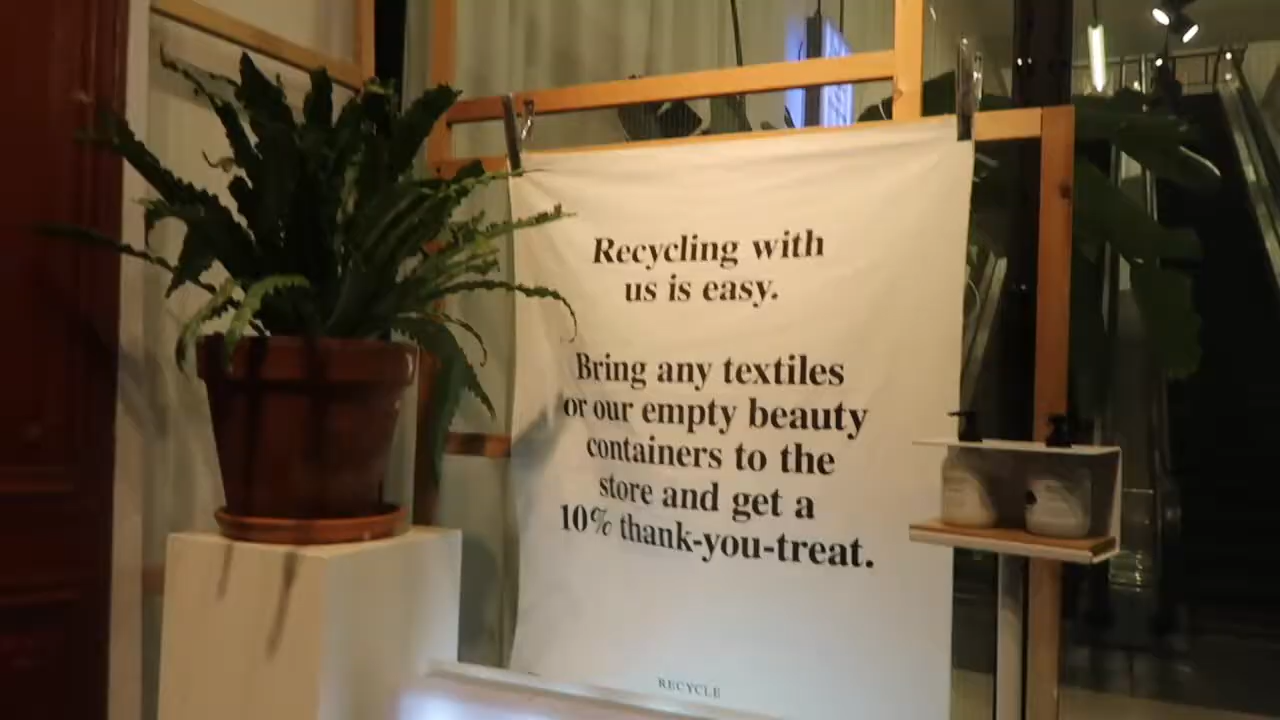 Recycling with
us is easy.
Bring any textiles
or our empty beauty
containers to the
store and get a
10% thank-you-treat.
RECYCLE